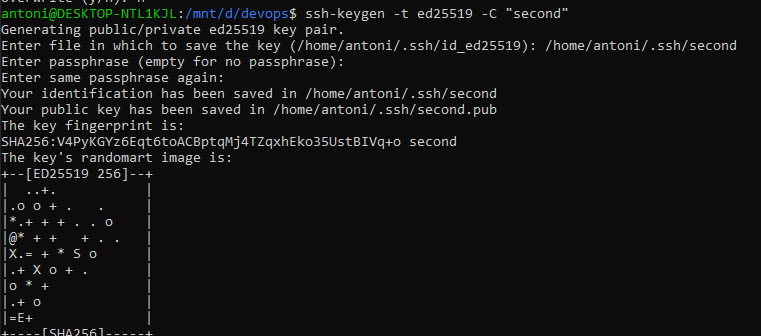 Overwrite (y/n)? n
antoni@DESKTOP-NTL1KJL:/mnt/d/devops$ ssh-keygen -t ed25519 -C "second"
Generating public/private ed25519 key pair.
Enter file in which to save the key (/home/antoni/.ssh/id_ed25519): /home/antoni/.ssh/second
Enter passphrase (empty for no passphrase):
Enter same passphrase again:
Your identification has been saved in /home/antoni/.ssh/second
Your public key has been saved in /home/antoni/.ssh/second.pub
The key fingerprint is:
SHA256:V4PyKGYz6Eqt6toACBptqMj4TZqxhEko35UstBIVq+o second
The key's randomart image is:
+--[ED25519 256]--+
|  ..+.           |
|.o o + .   .     |
|*.+ + + . . o    |
|@* + +   + . .   |
|X.= + * S o      |
|.+ X o + .       |
|o * +            |
|.+ o             |
|=E+              |
+----[SHA256]-----+